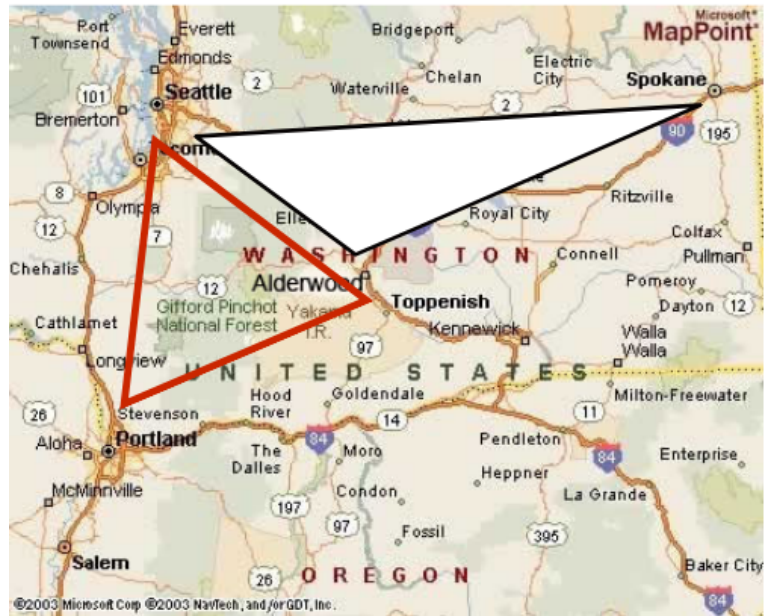 Port
Townsend
Everett
Bridgeport
Microsoft®
MapPoint®
Edmonds
Electric
City
Chelan
Spokane
2
101
Seattle
Waterville
2
Bremerton
90
195
8
Olympia
Ritzville
7
Royal City
12
Colfax
WASHINGTON
Connell
Pullman
Chehalis
12
Alderwood
Pomeroy
Gifford Pinchot
National Forest
Yakama
I.R.
Toppenish
Dayton
12
Cathlamet
Kennewick
Walla
Walla
97
Longview
UNITED STATES
Hood
River
Goldendale
Milton-Freewater
26
Stevenson
14
11
Aloha
Portland
84
Pendleton
The
Dalles
Moro
84
Enterprise
McMinnville
Heppner
La Grande
Condon
197
97
Fossil
395
Salem
Baker City
26
OREGON
84
©2003 Microsoft Corp ©2003 NavTech, and/or GDT, Inc.